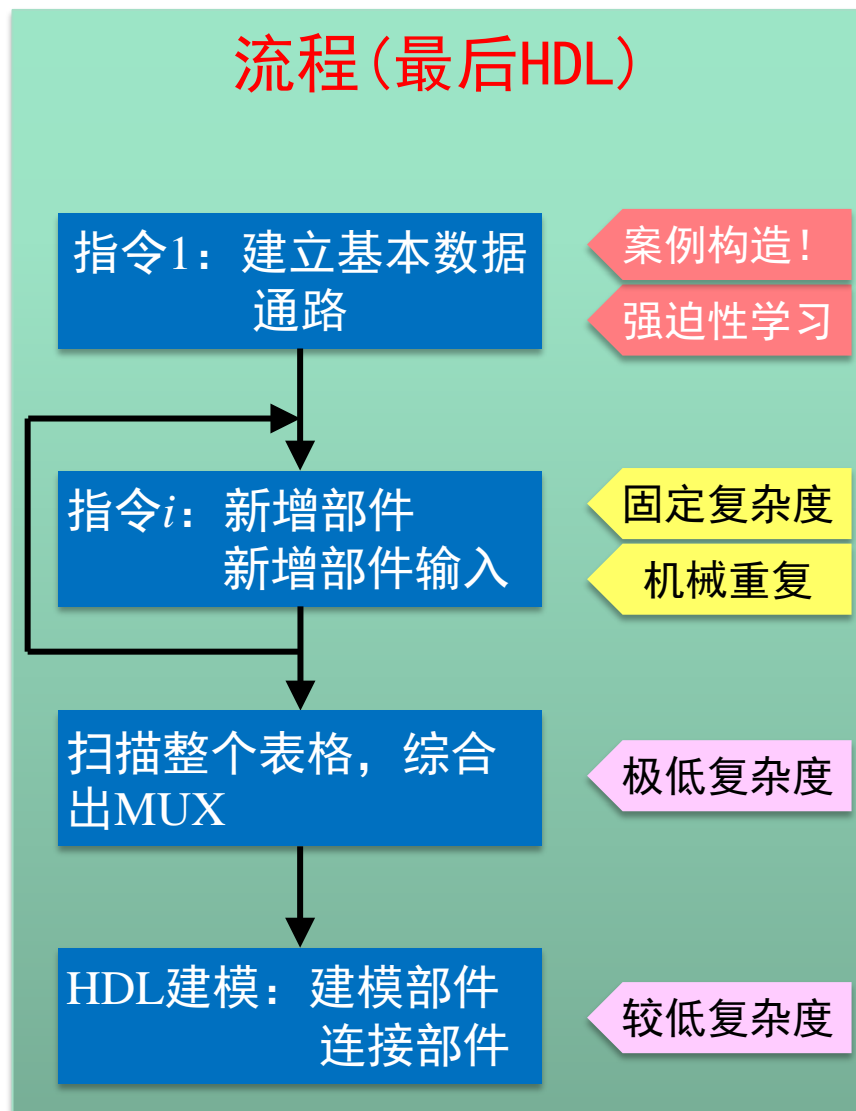 流程(最后HDL)
指令1：建立基本数据
通路
案例构造！
强迫性学习
指令i：新增部件
新增部件输入
固定复杂度
机械重复
扫描整个表格，综合
出MUX
极低复杂度
HDL建模：建模部件
连接部件
较低复杂度